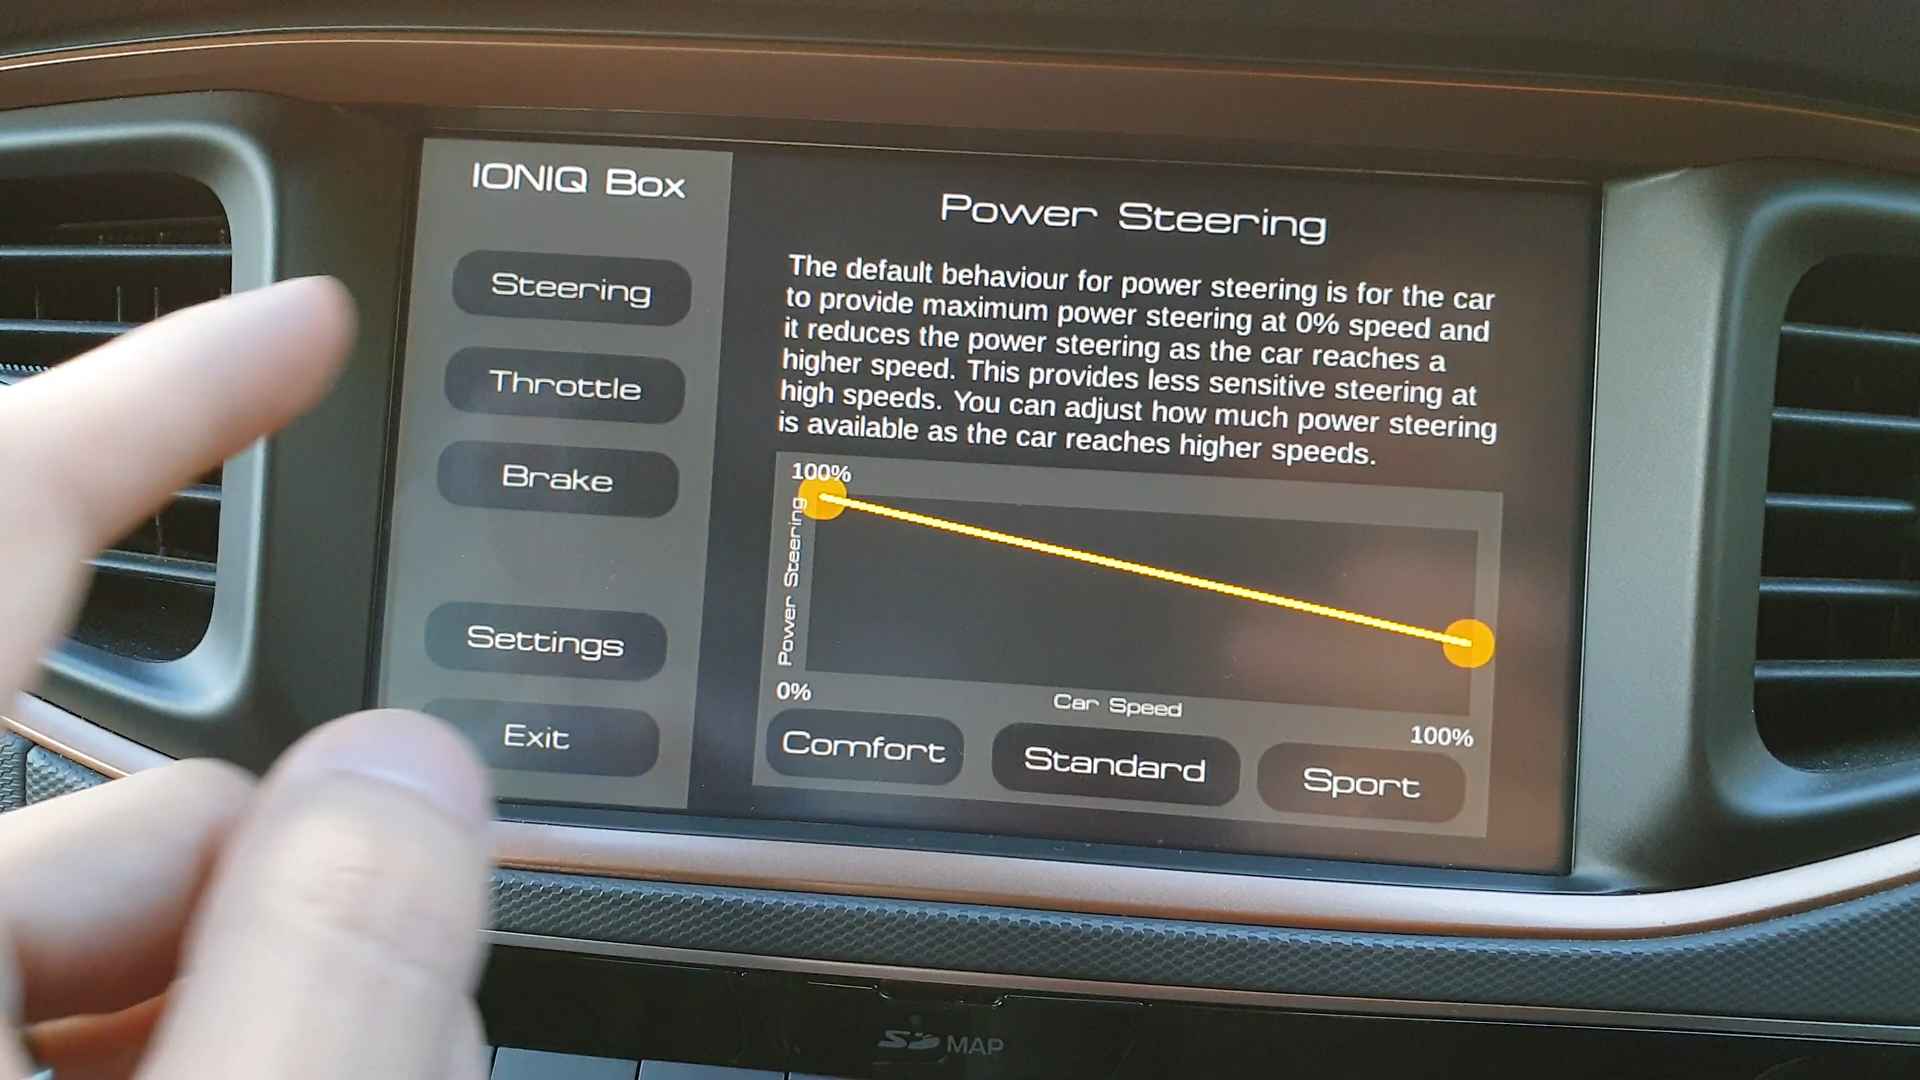 IONIQ Box
Steering
Throttle
Brake
Settings
Exit
Power Steering
The default behaviour for power steering is for the car
to provide maximum power steering at 0% speed and
it reduces the power steering as the car reaches a
higher speed. This provides less sensitive steering at
high speeds. You can adjust how much power steering
is available as the car reaches higher speeds.
100%
Power Steering
0%
Car Speed
100%
Comfort
Standard
Sport
SD MAP